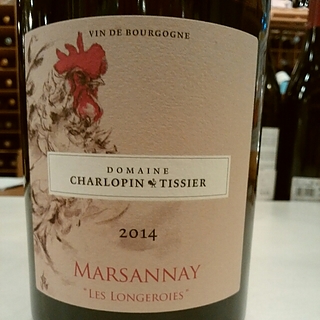 VIN DE BOURGOGNE
DOMAINE
CHARLOPIN TISSIER
2014
MARSANNAY
"LES LONGEROIES"